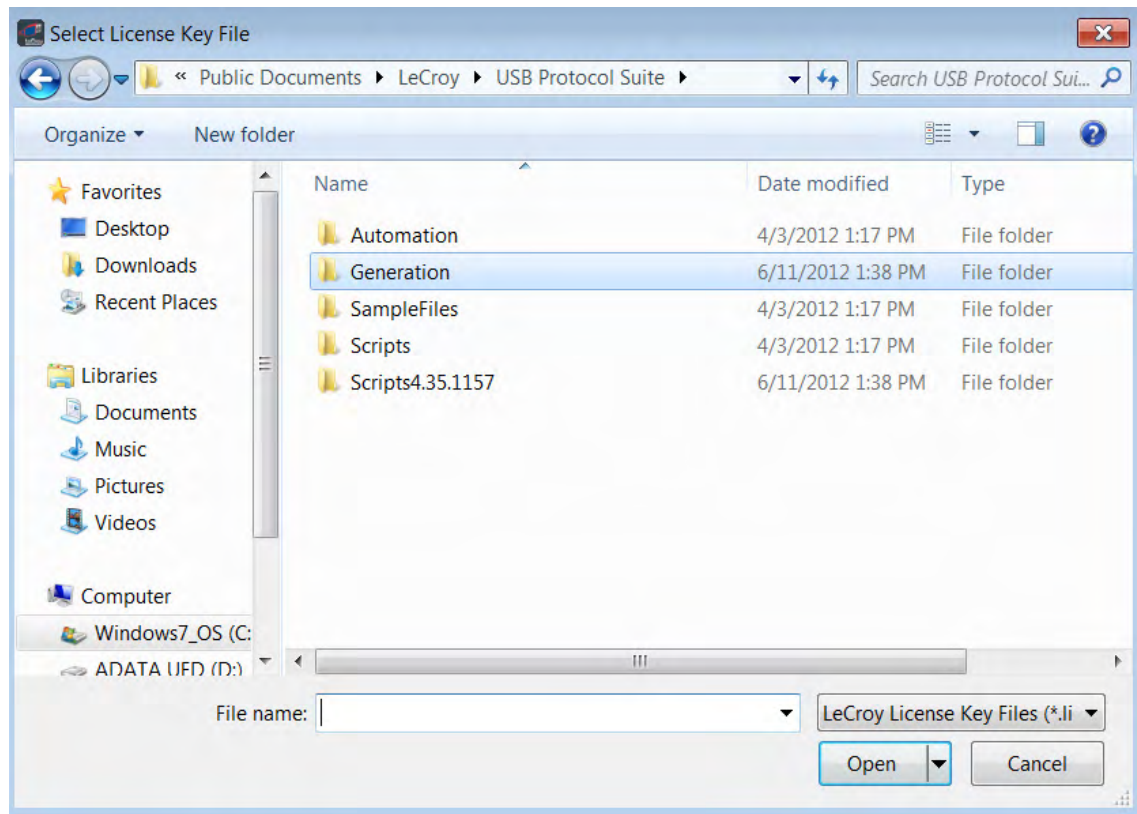 Select License Key File
« Public Documents ▸ LeCroy ▸ USB Protocol Suite ▸
Search USB Protocol Sui...
Organize New folder
Name Date modified Type
Favorites
Desktop
Downloads
Recent Places
Libraries
Documents
Music
Pictures
Videos
Computer
Windows7_OS (C:
ADATA UFD (D:)
Automation 4/3/2012 1:17 PM File folder
Generation 6/11/2012 1:38 PM File folder
SampleFiles 4/3/2012 1:17 PM File folder
Scripts 4/3/2012 1:17 PM File folder
Scripts4.35.1157 6/11/2012 1:38 PM File folder
File name: LeCroy License Key Files (*.li
Open Cancel